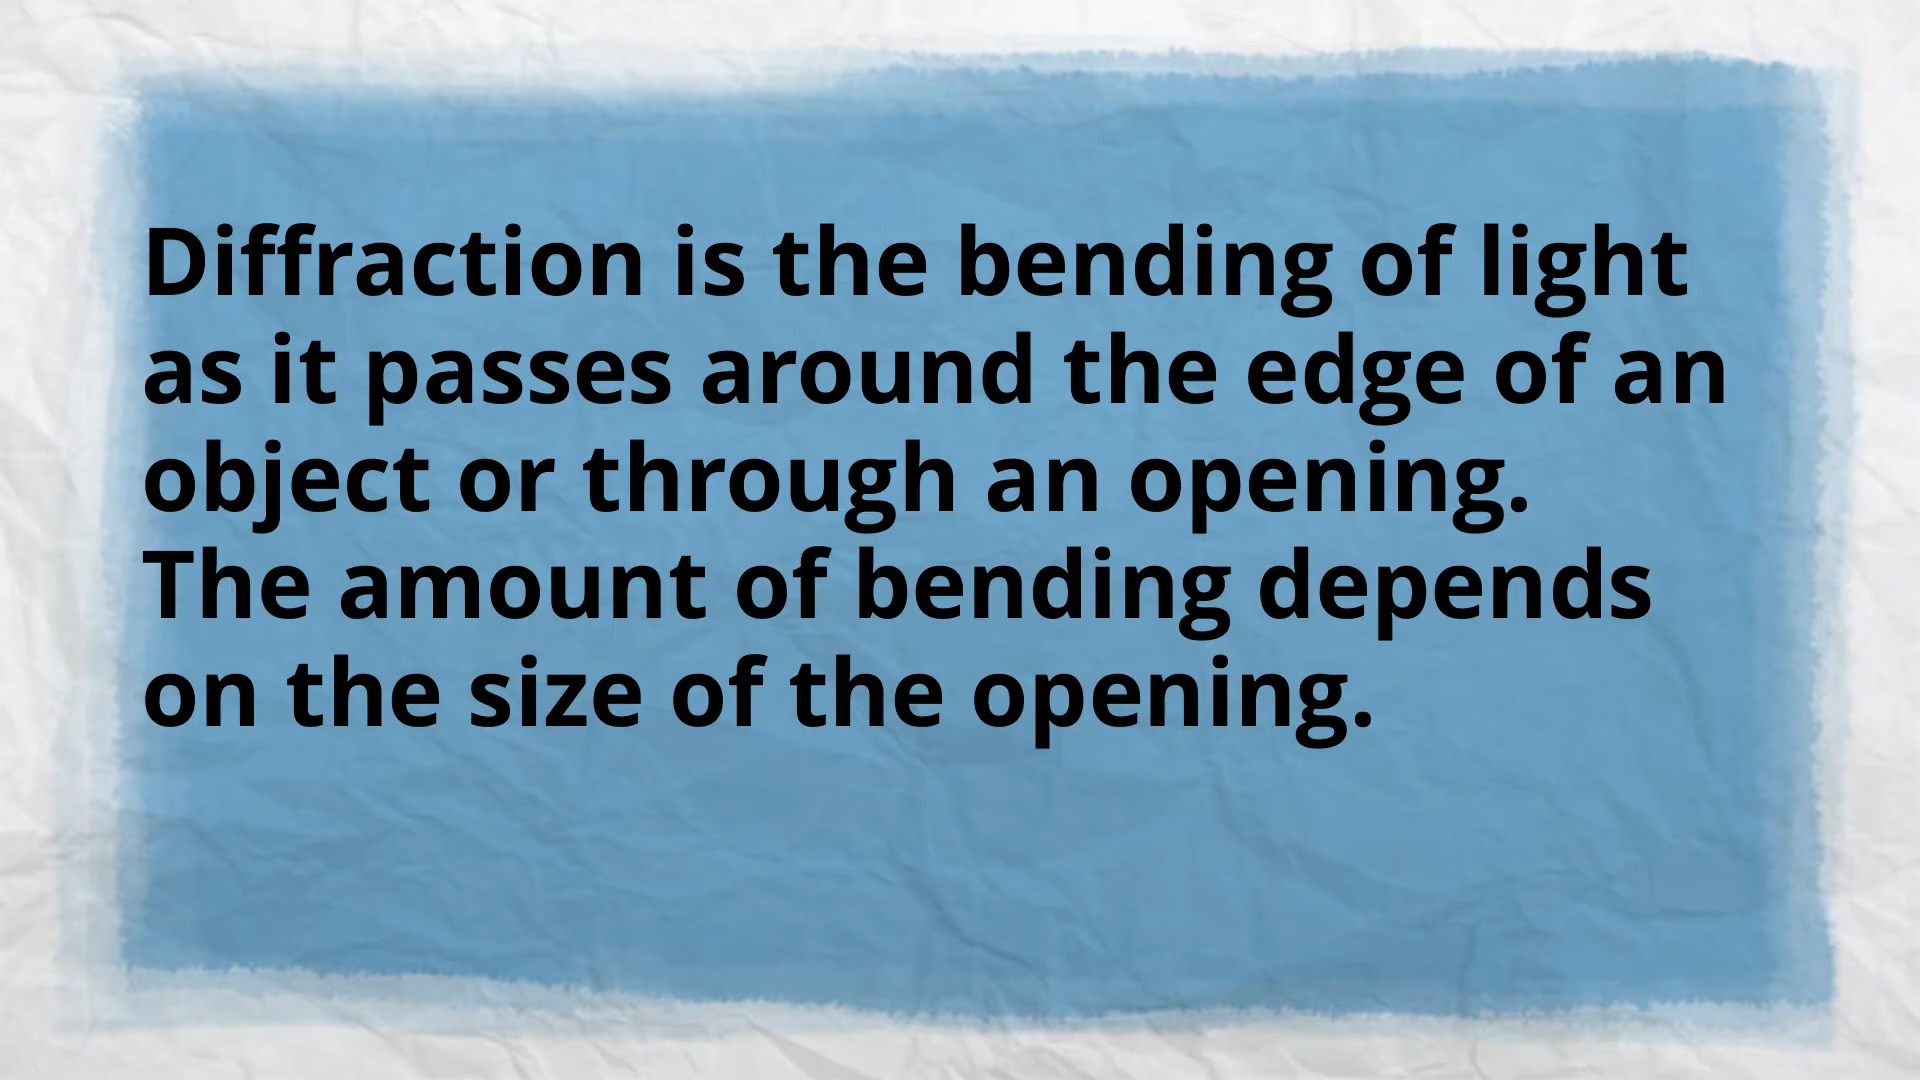 Diffraction is the bending of light
as it passes around the edge of an
object or through an opening.
The amount of bending depends
on the size of the opening.